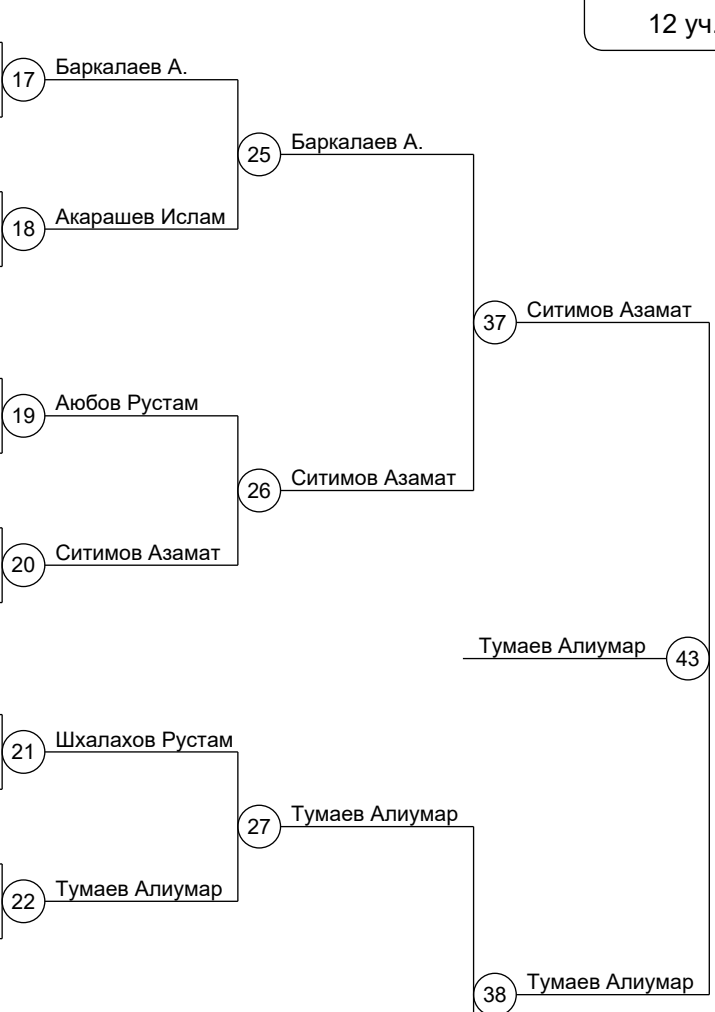 12 уч.
17 Баркалаев А.
25 Баркалаев А.
18 Акарашев Ислам
37 Ситимов Азамат
19 Аюбов Рустам
26 Ситимов Азамат
20 Ситимов Азамат
Тумаев Алиумар 43
21 Шхалахов Рустам
27 Тумаев Алиумар
22 Тумаев Алиумар
38 Тумаев Алиумар